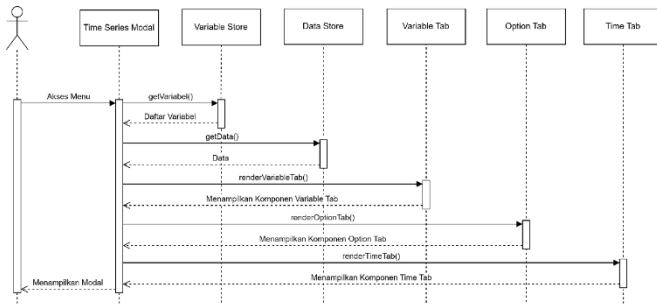 Time Series Modal
Variable Store
Data Store
Variable Tab
Option Tab
Time Tab
Akses Menu
getVariabel()
Daftar Variabel
getData()
Data
renderVariableTab()
Menampilkan Komponen Variable Tab
renderOptionTab()
Menampilkan Komponen Option Tab
renderTimeTab()
Menampilkan Komponen Time Tab
Menampilkan Modal